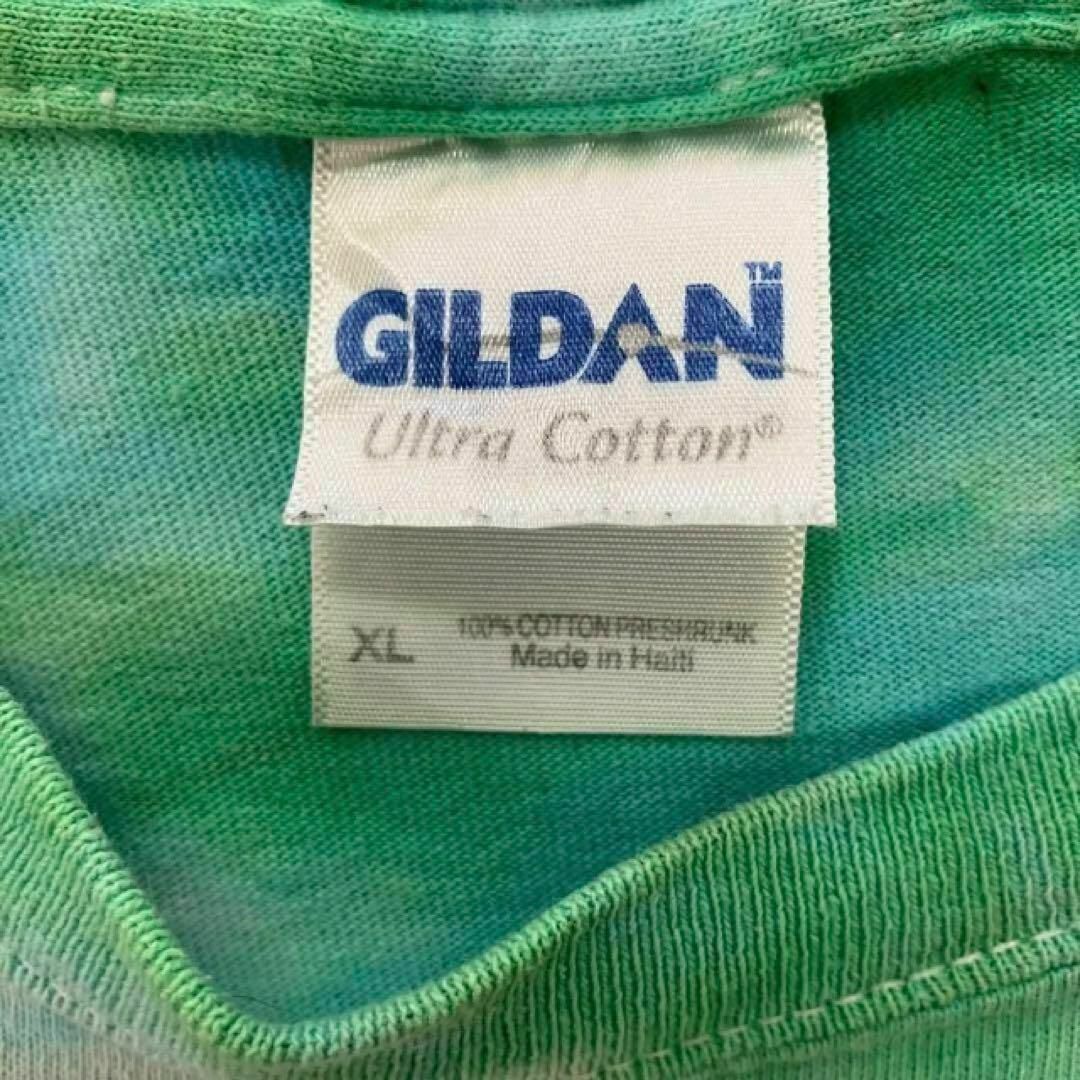 GILDAN™
Ultra Cotton®
XL
100% COTTON PRESHRUNK
Made in Haiti